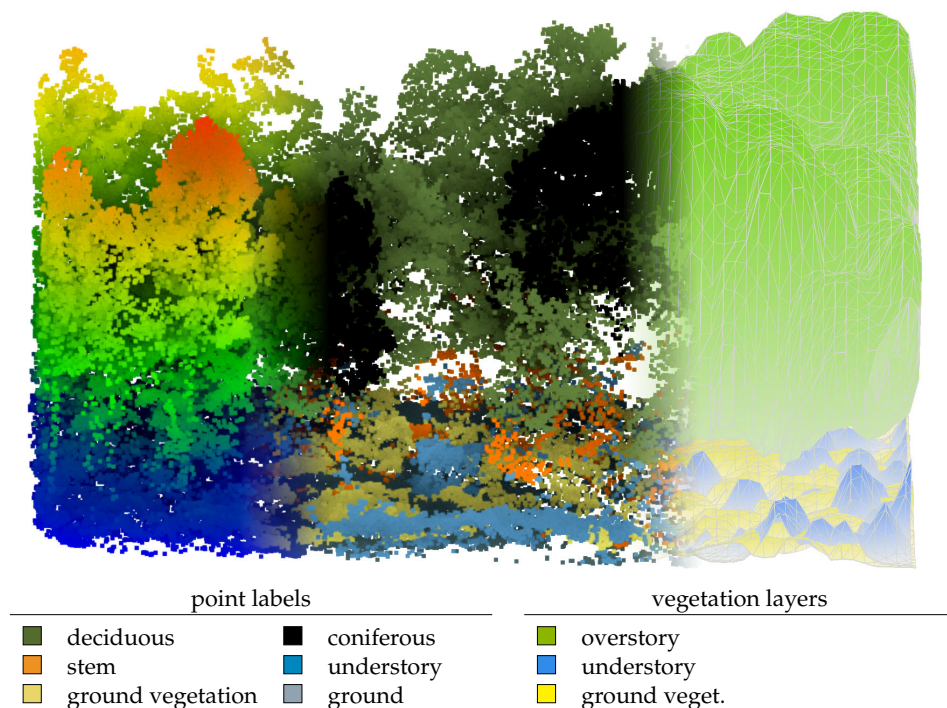 point labels
deciduous
coniferous
stem
understory
ground vegetation
ground
vegetation layers
overstory
understory
ground veget.